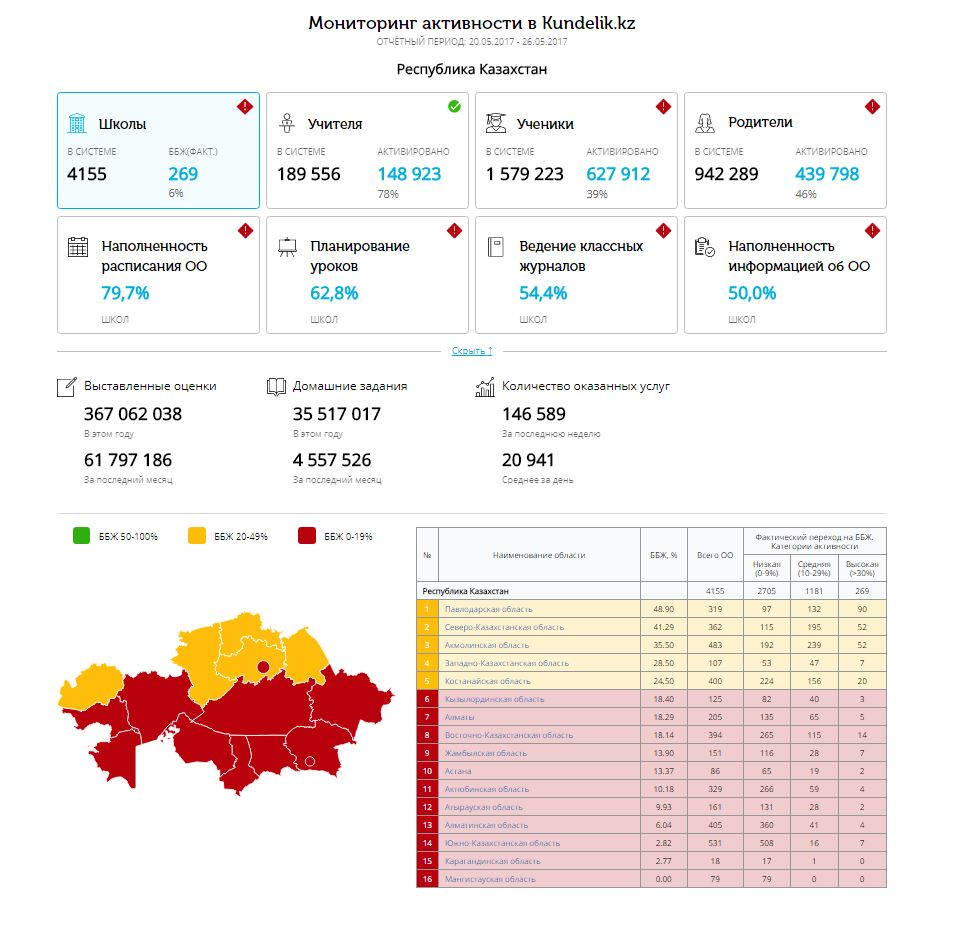 Мониторинг активности в Kundelik.kz
ОТЧЁТНЫЙ ПЕРИОД: 20.05.2017 - 26.05.2017
Республика Казахстан
Школы
В СИСТЕМЕ ББЖ(ФАКТ.)
4155 269
6%
Учителя
В СИСТЕМЕ АКТИВИРОВАНО
189 556 148 923
78%
Ученики
В СИСТЕМЕ АКТИВИРОВАНО
1 579 223 627 912
39%
Родители
В СИСТЕМЕ АКТИВИРОВАНО
942 289 439 798
46%
Наполненность
расписания ОО
79,7%
ШКОЛ
Планирование
уроков
62,8%
ШКОЛ
Ведение классных
журналов
54,4%
ШКОЛ
Наполненность
информацией об ОО
50,0%
ШКОЛ
Скрыть ↑
Выставленные оценки
367 062 038
В этом году
61 797 186
За последний месяц
Домашние задания
35 517 017
В этом году
4 557 526
За последний месяц
Количество оказанных услуг
146 589
За последнюю неделю
20 941
Среднее за день
ББЖ 50-100% ББЖ 20-49% ББЖ 0-19%
№ Наименование области ББЖ, % Всего ОО Фактический переход на ББЖ.
Категории активности
Низкая Средняя Высокая
(0-9%) (10-29%) (>30%)
Республика Казахстан 4155 2705 1181 269
1 Павлодарская область 48.90 319 97 132 90
2 Северо-Казахстанская область 41.29 362 115 195 52
3 Акмолинская область 35.50 483 192 239 52
4 Западно-Казахстанская область 28.50 107 53 47 7
5 Костанайская область 24.50 400 224 156 20
6 Кызылординская область 18.40 125 82 40 3
7 Алматы 18.29 205 135 65 5
8 Восточно-Казахстанская область 18.14 394 265 115 14
9 Жамбылская область 13.90 151 116 28 7
10 Астана 13.37 86 65 19 2
11 Актюбинская область 10.18 329 266 59 4
12 Атырауская область 9.93 161 131 28 2
13 Алматинская область 6.04 405 360 41 4
14 Южно-Казахстанская область 2.82 531 508 16 7
15 Карагандинская область 2.77 18 17 1 0
16 Мангистауская область 0.00 79 79 0 0